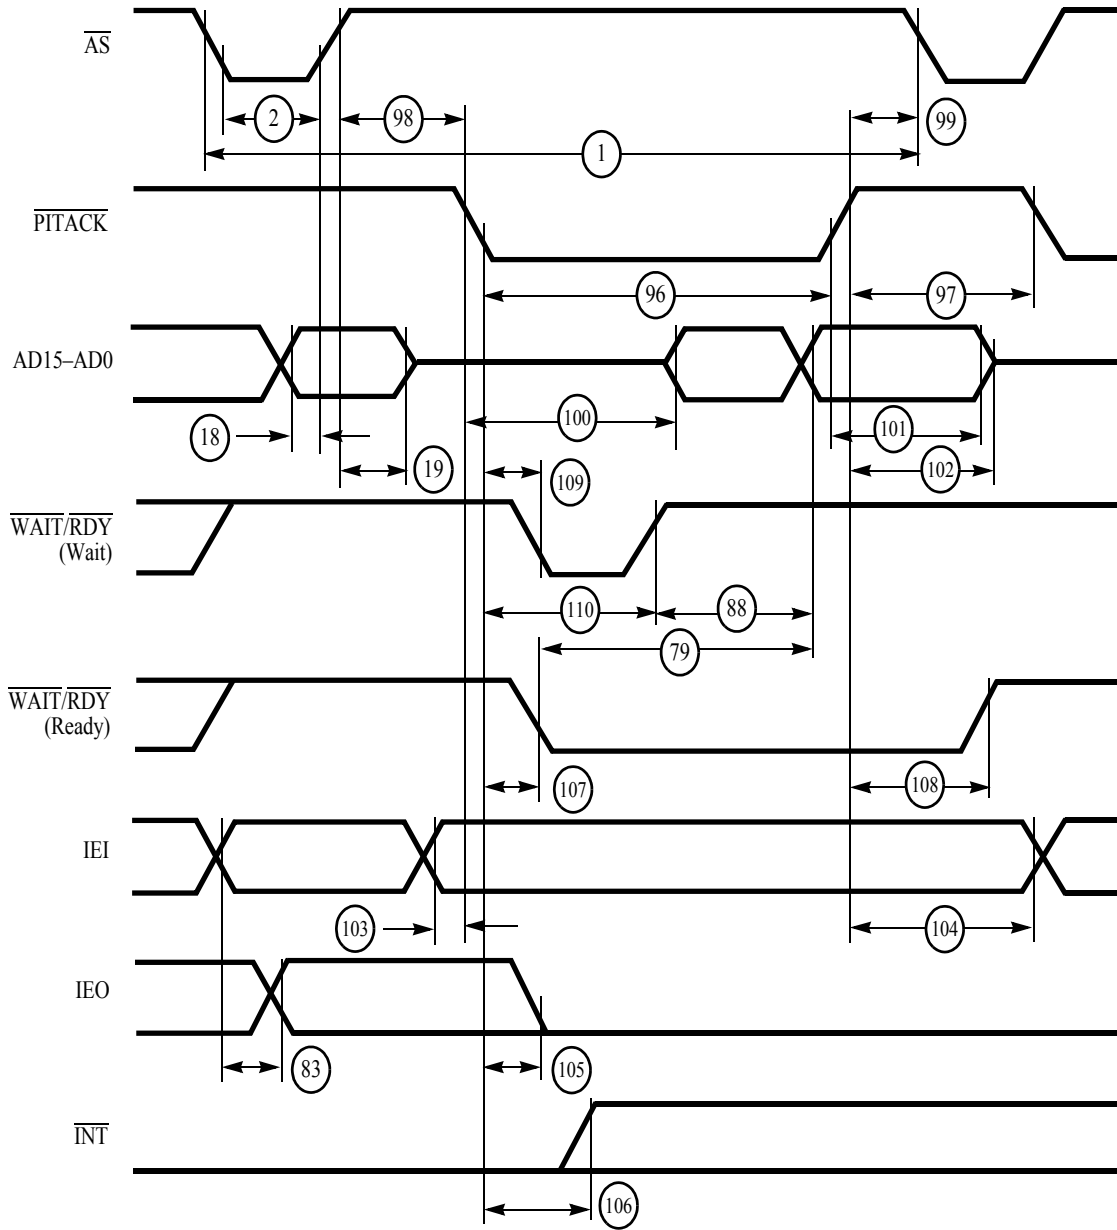 AS
2
98
99
1
PITACK
96
97
AD15–AD0
18
19
100
101
102
109
WAIT/RDY
(Wait)
110
88
79
WAIT/RDY
(Ready)
107
108
IEI
103
104
IEO
83
105
INT
106